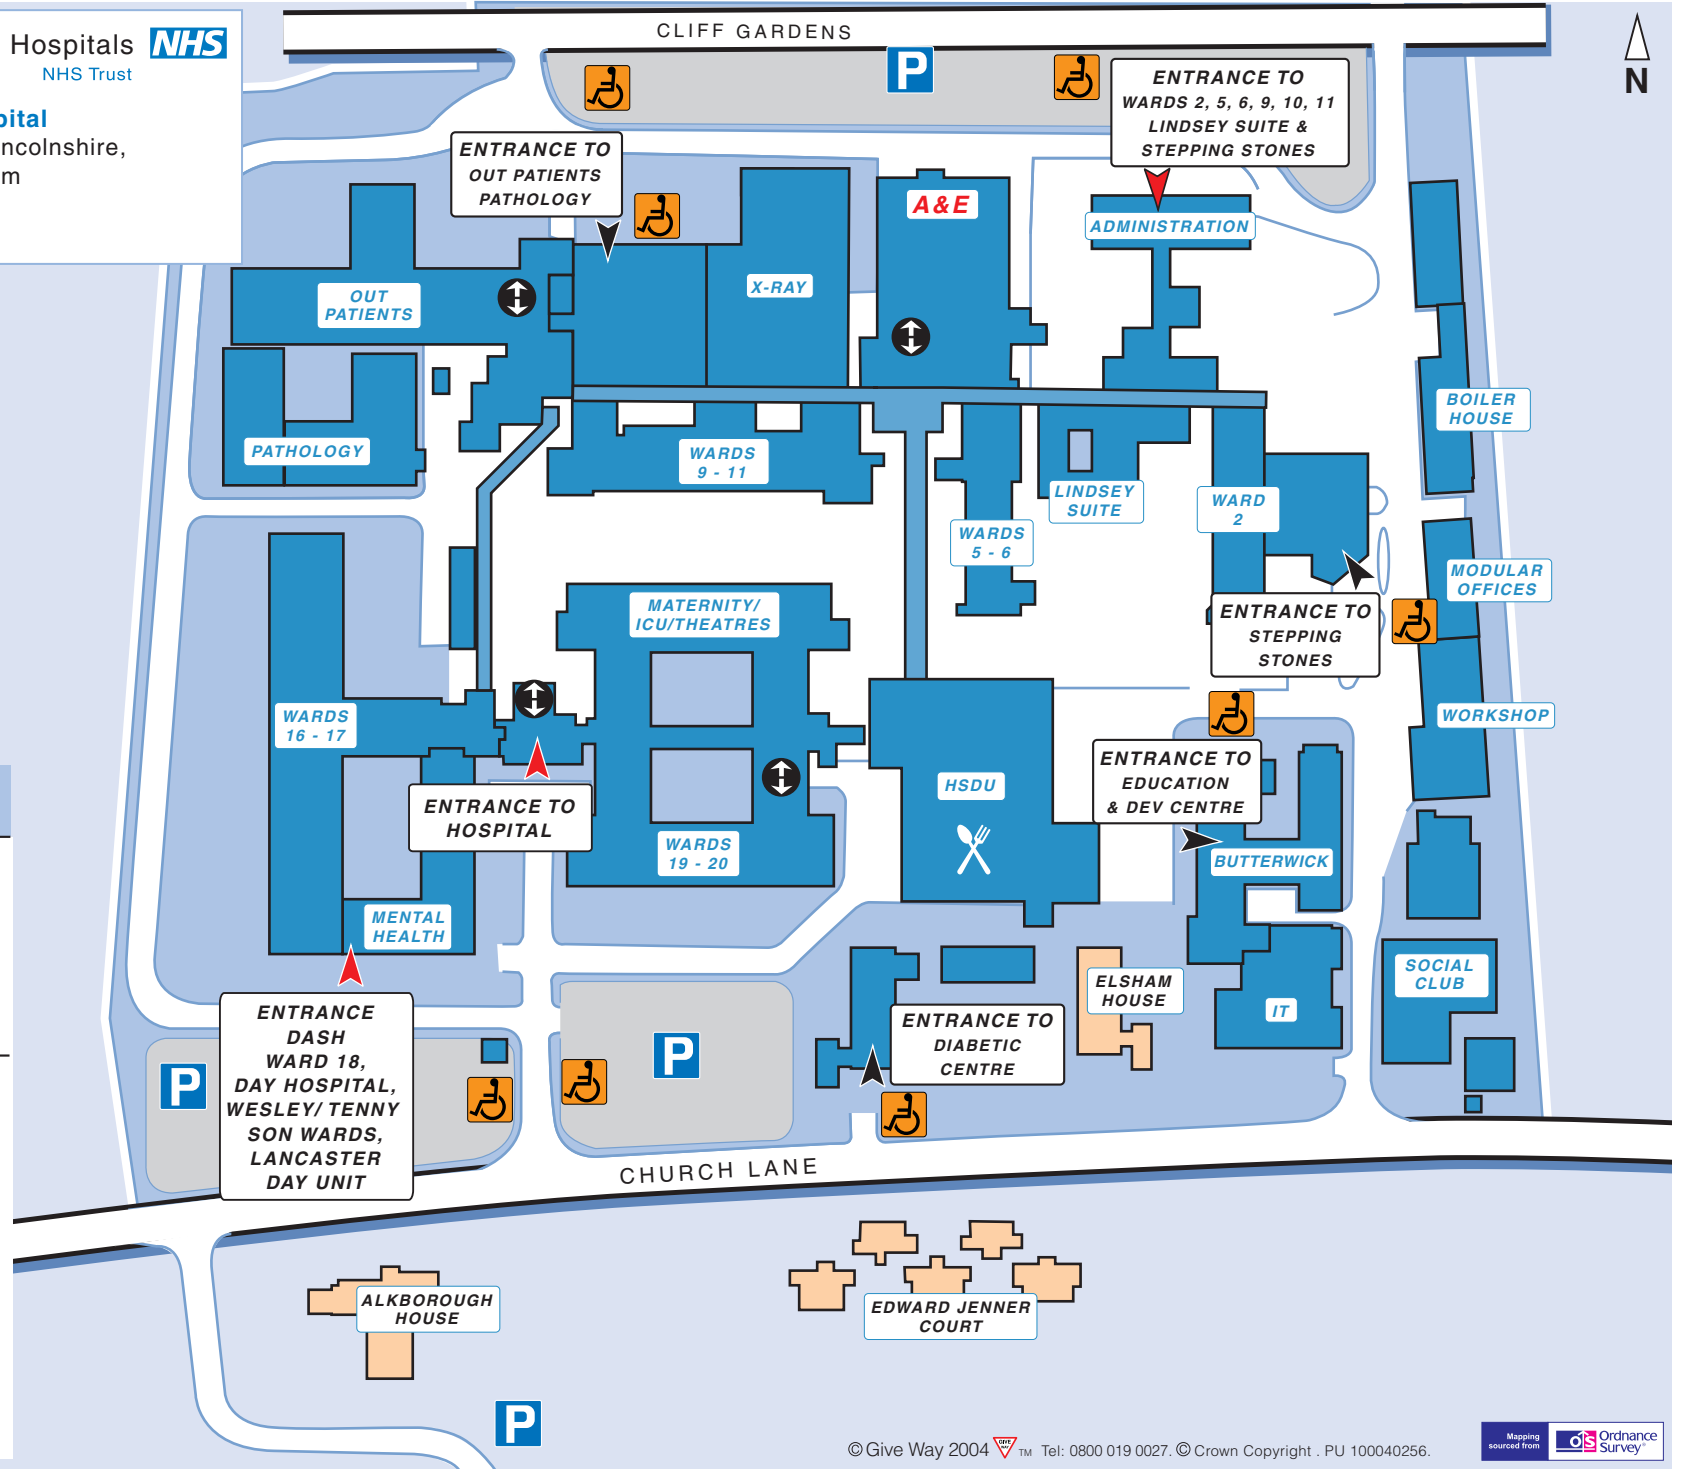 Hospitals NHS
NHS Trust
pital
ncolnshire,
m
CLIFF GARDENS
P
N
ENTRANCE TO
WARDS 2, 5, 6, 9, 10, 11
LINDSEY SUITE &
STEPPING STONES
ENTRANCE TO
OUT PATIENTS
PATHOLOGY
A&E
ADMINISTRATION
X-RAY
OUT
PATIENTS
BOILER
HOUSE
PATHOLOGY
WARDS
9 - 11
LINDSEY
SUITE
WARD
2
WARDS
5 - 6
MODULAR
OFFICES
MATERNITY/
ICU/THEATRES
ENTRANCE TO
STEPPING
STONES
WARDS
16 - 17
WORKSHOP
ENTRANCE TO
EDUCATION
& DEV CENTRE
HSDU
ENTRANCE TO
HOSPITAL
WARDS
19 - 20
BUTTERWICK
MENTAL
HEALTH
SOCIAL
CLUB
ELSHAM
HOUSE
IT
ENTRANCE
DASH
WARD 18,
DAY HOSPITAL,
WESLEY/ TENNY
SON WARDS,
LANCASTER
DAY UNIT
ENTRANCE TO
DIABETIC
CENTRE
P
P
CHURCH LANE
ALKBOROUGH
HOUSE
EDWARD JENNER
COURT
P
© Give Way 2004 GIVE WAY TM Tel: 0800 019 0027. © Crown Copyright . PU 100040256.
Mapping
sourced from
OS Ordnance
Survey®